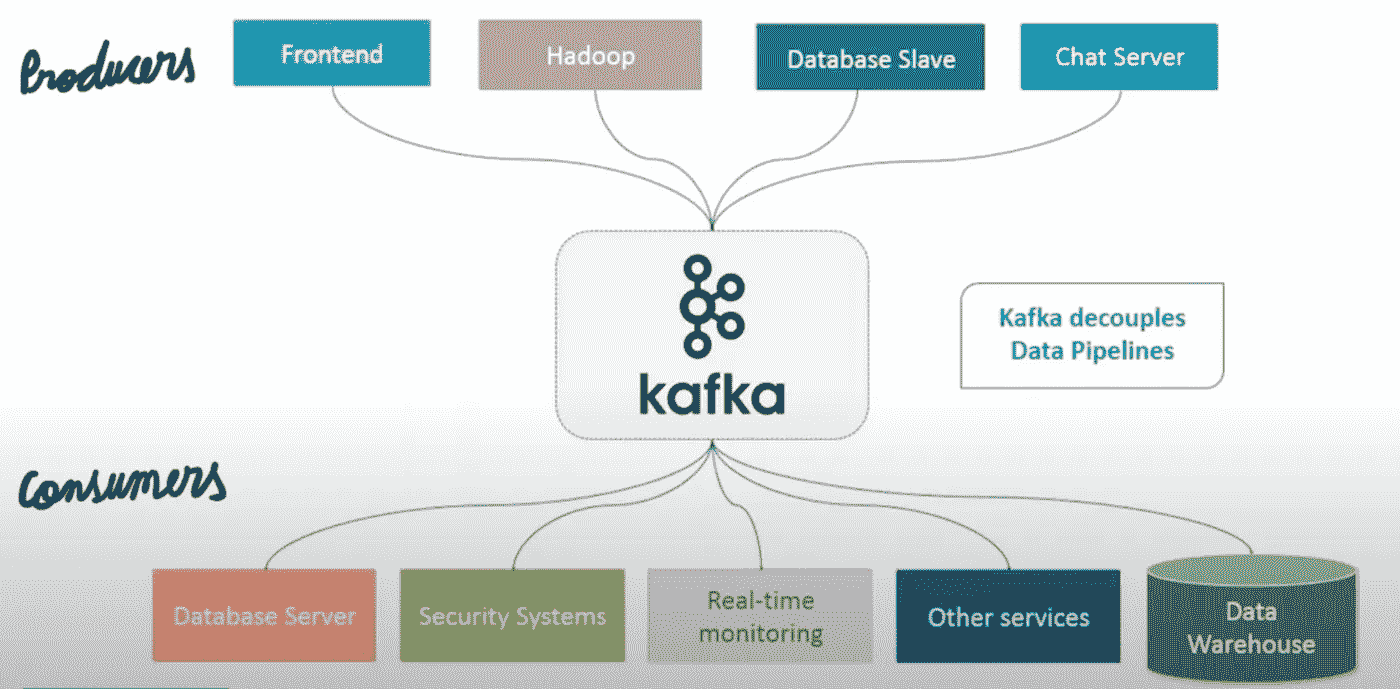 Producers
Frontend
Hadoop
Database Slave
Chat Server
kafka
Kafka decouples
Data Pipelines
Consumers
Database Server
Security Systems
Real-time
monitoring
Other services
Data
Warehouse